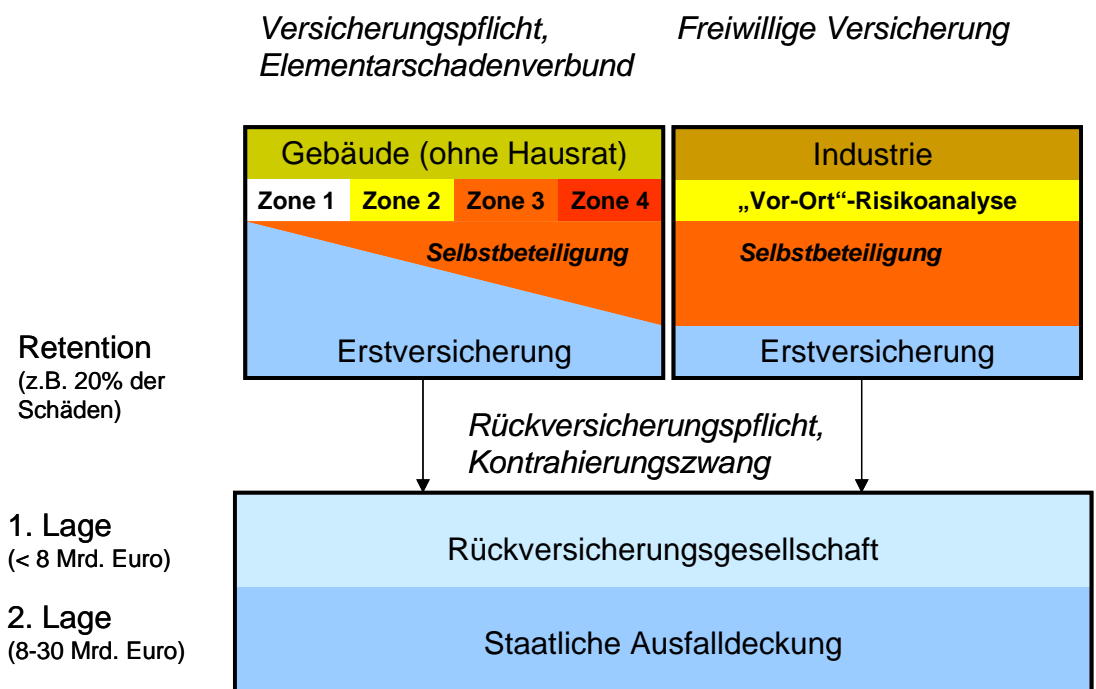 Versicherungspflicht,
Elementarschadenverbund
Freiwillige Versicherung
Gebäude (ohne Hausrat)
Industrie
Zone 1
Zone 2
Zone 3
Zone 4
„Vor-Ort“-Risikoanalyse
Selbstbeteiligung
Selbstbeteiligung
Retention
(z.B. 20% der
Schäden)
Erstversicherung
Erstversicherung
Rückversicherungspflicht,
Kontrahierungszwang
1. Lage
(< 8 Mrd. Euro)
Rückversicherungsgesellschaft
2. Lage
(8-30 Mrd. Euro)
Staatliche Ausfalldeckung